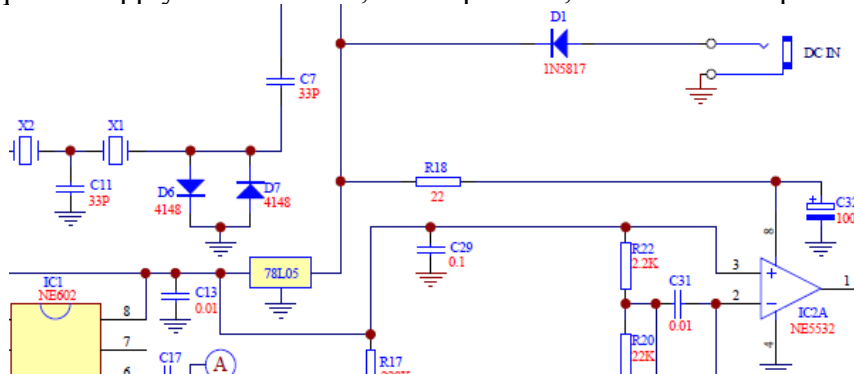 D1
1N5817
DC IN
C7
33P
X2
X1
C11
33P
D6
4148
D7
4148
R18
22
8
C29
0.1
R22
2.2K
3
+
2
−
1
C31
0.01
IC2A
NE5532
4
78L05
IC1
NE602
C13
0.01
8
7
6
C17
A
R17
R20
22K